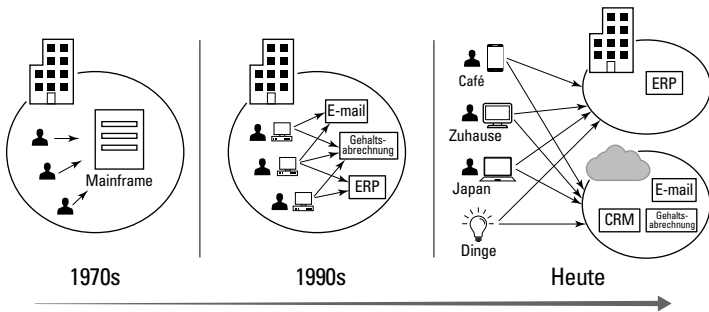 Mainframe
1970s
E-mail
Gehalts-
abrechnung
ERP
1990s
Café
Zuhause
Japan
Dinge
ERP
E-mail
CRM
Gehalts-
abrechnung
Heute